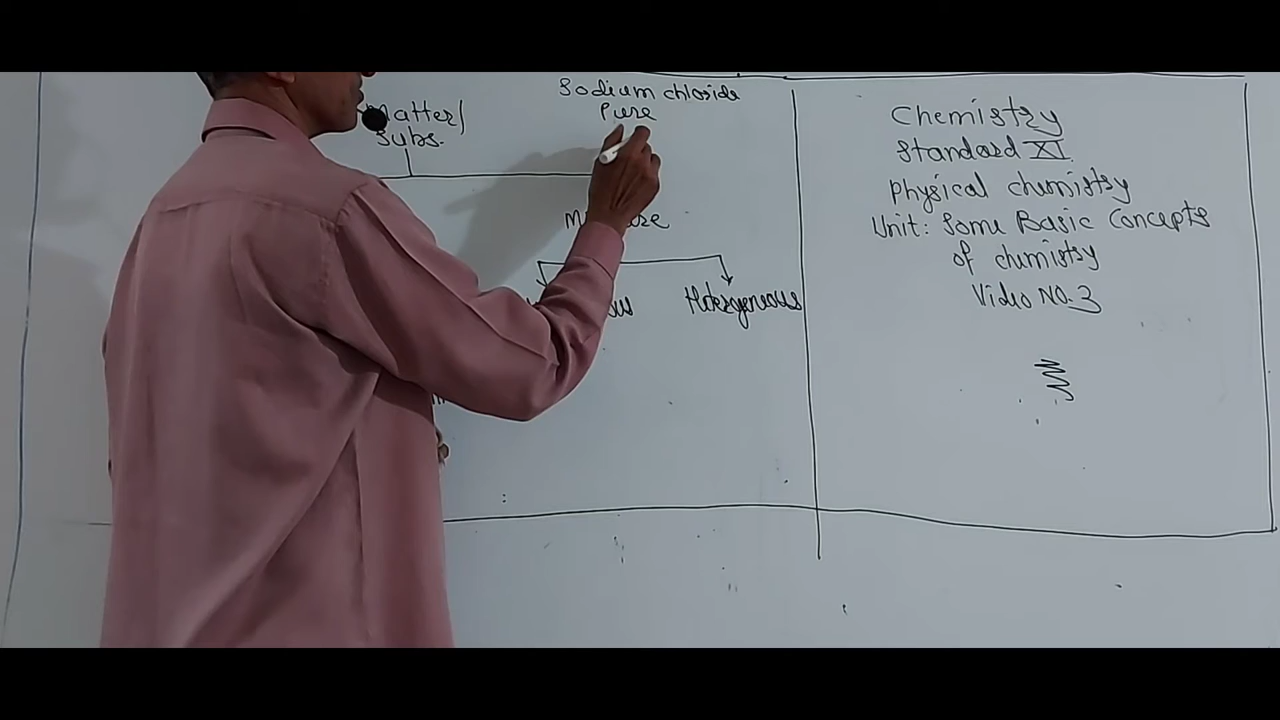 Sodium chloride
Pure
Matter/
Subs.
Heterogeneous
Chemistry
Standard XI.
physical chemistry
Unit: Some Basic Concepts
of chemistry
Video NO. 3